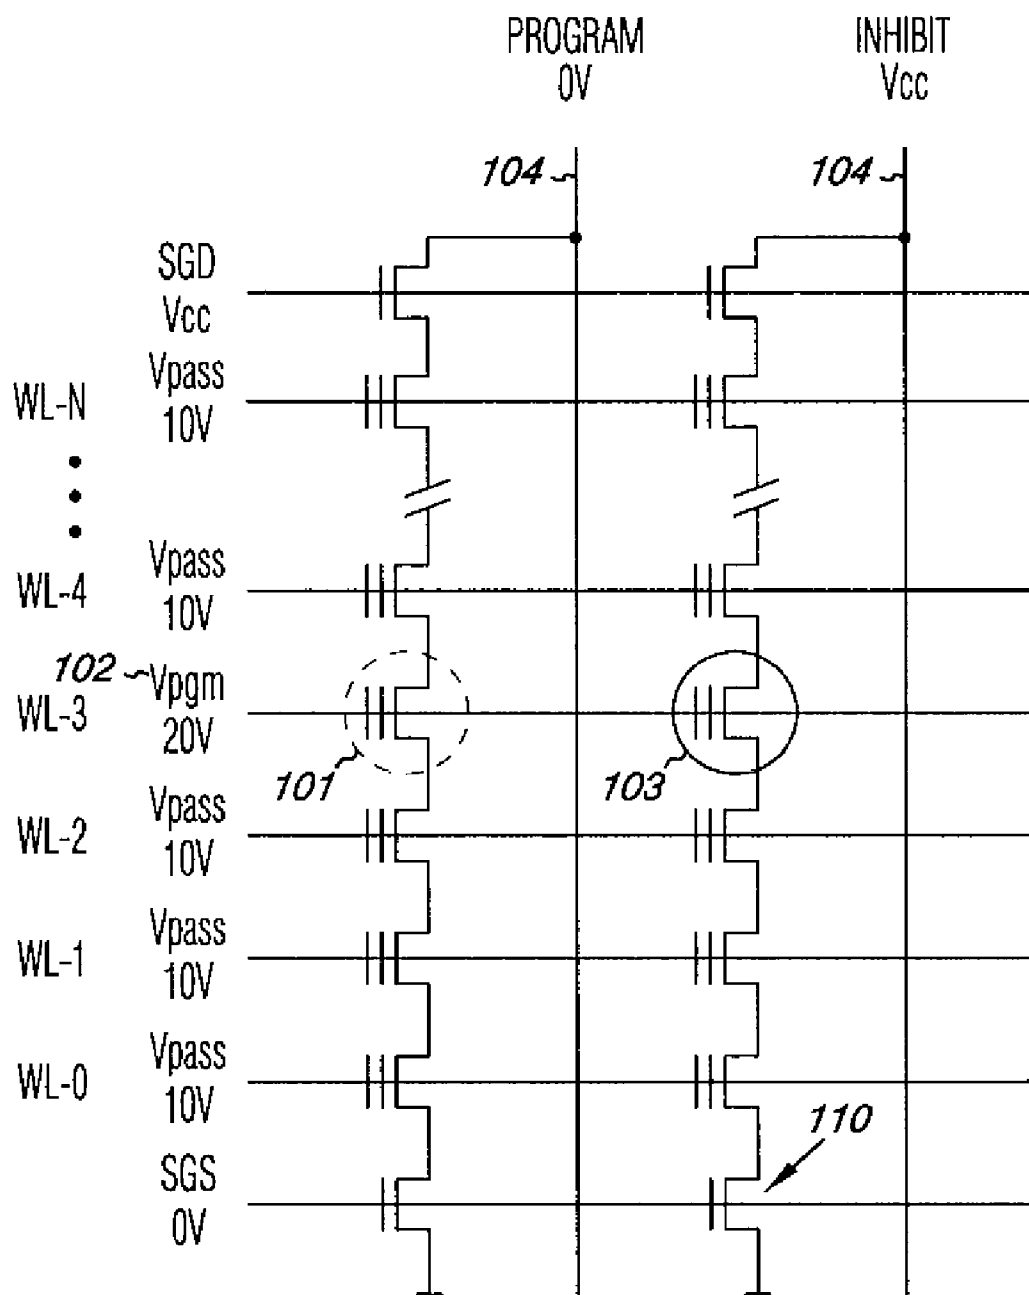 PROGRAM
0V
INHIBIT
Vcc
104
104
SGD
Vcc
WL-N
Vpass
10V
WL-4
Vpass
10V
102
WL-3
Vpgm
20V
101
103
WL-2
Vpass
10V
WL-1
Vpass
10V
WL-0
Vpass
10V
110
SGS
0V